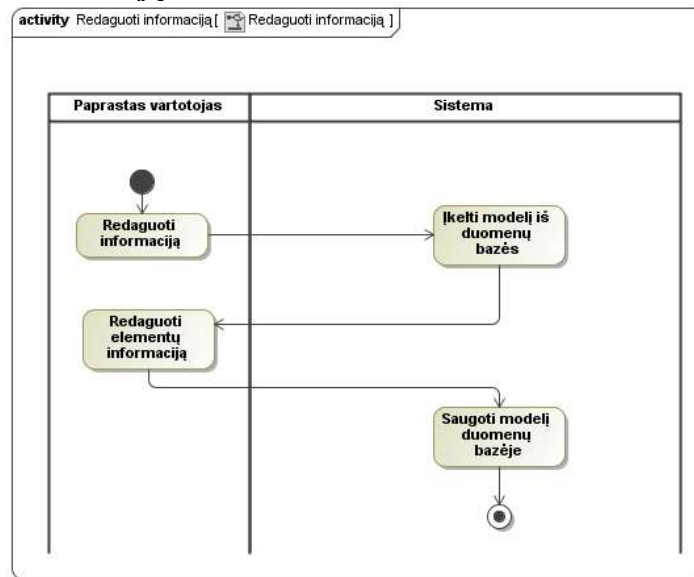 activity Redaguoti informaciją [ Redaguoti informaciją ]
Paprastas vartotojas
Sistema
Redaguoti
informaciją
Įkelti modelį iš
duomenų
bazės
Redaguoti
elementų
informaciją
Saugoti modelį
duomenų
bazėje